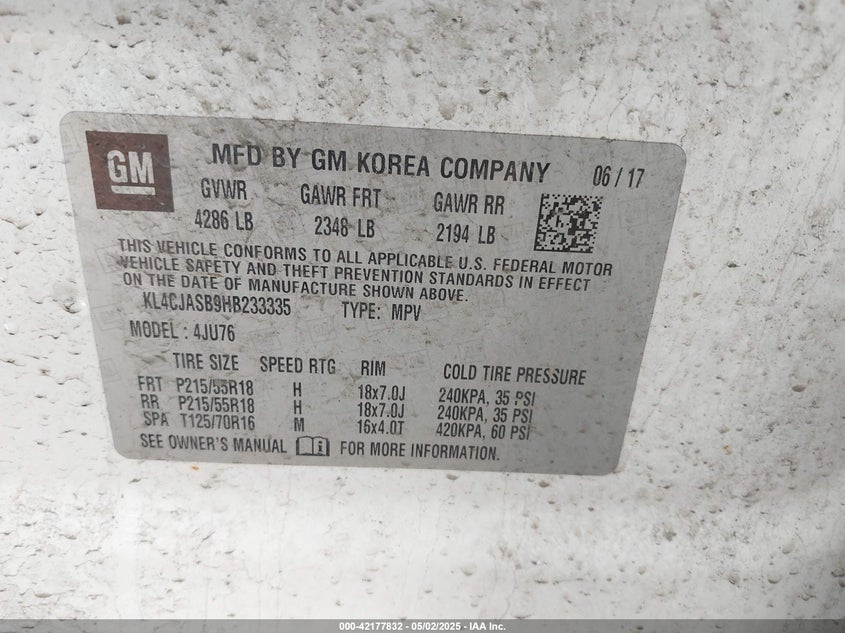 GM
MFD BY GM KOREA COMPANY 06 / 17
GVWR GAWR FRT GAWR RR
4286 LB 2348 LB 2194 LB
THIS VEHICLE CONFORMS TO ALL APPLICABLE U.S. FEDERAL MOTOR
VEHICLE SAFETY AND THEFT PREVENTION STANDARDS IN EFFECT
ON THE DATE OF MANUFACTURE SHOWN ABOVE.
KL4CJASB9HB233335 TYPE: MPV
MODEL : 4JU76
TIRE SIZE SPEED RTG RIM COLD TIRE PRESSURE
FRT P215/55R18 H 18x7.0J 240KPA, 35 PSI
RR P215/55R18 H 18x7.0J 240KPA, 35 PSI
SPA T125/70R16 M 16x4.0T 420KPA, 60 PSI
SEE OWNER'S MANUAL FOR MORE INFORMATION.
000-42177832 - 05/02/2025 - IAA Inc.